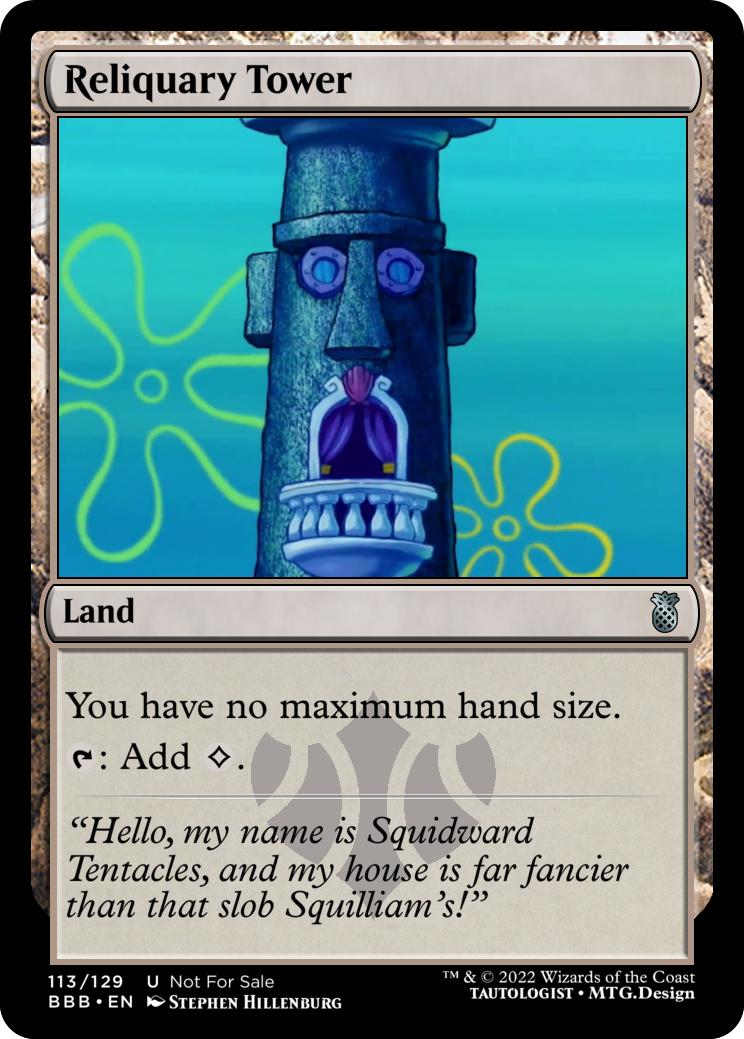 Reliquary Tower
Land
You have no maximum hand size.
: Add .
“Hello, my name is Squidward
Tentacles, and my house is far fancier
than that slob Squilliam’s!”
113/129 U Not For Sale
BBB • EN STEPHEN HILLENBURG
™ & © 2022 Wizards of the Coast
TAUTOLOGIST • MTG.Design